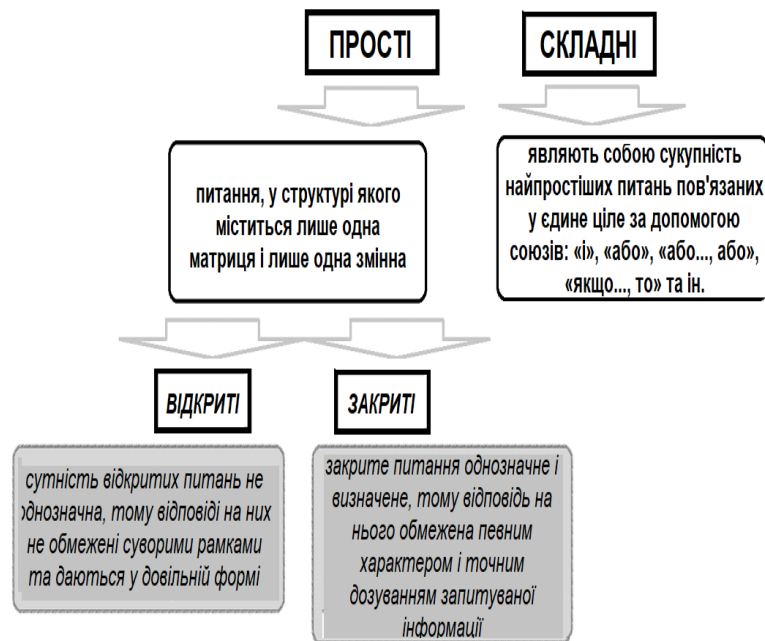 ПРОСТІ
СКЛАДНІ
питання, у структурі якого
міститься лише одна
матриця і лише одна змінна
являють собою сукупність
найпростіших питань пов'язаних
у єдине ціле за допомогою
союзів: «і», «або», «або..., або»,
«якщо..., то» та ін.
ВІДКРИТІ
ЗАКРИТІ
сутність відкритих питань не
однозначна, тому відповіді на них
не обмежені суворими рамками
та даються у довільній формі
закрите питання однозначне і
визначене, тому відповідь на
нього обмежена певним
характером і точним
дозуванням запитуваної
інформації